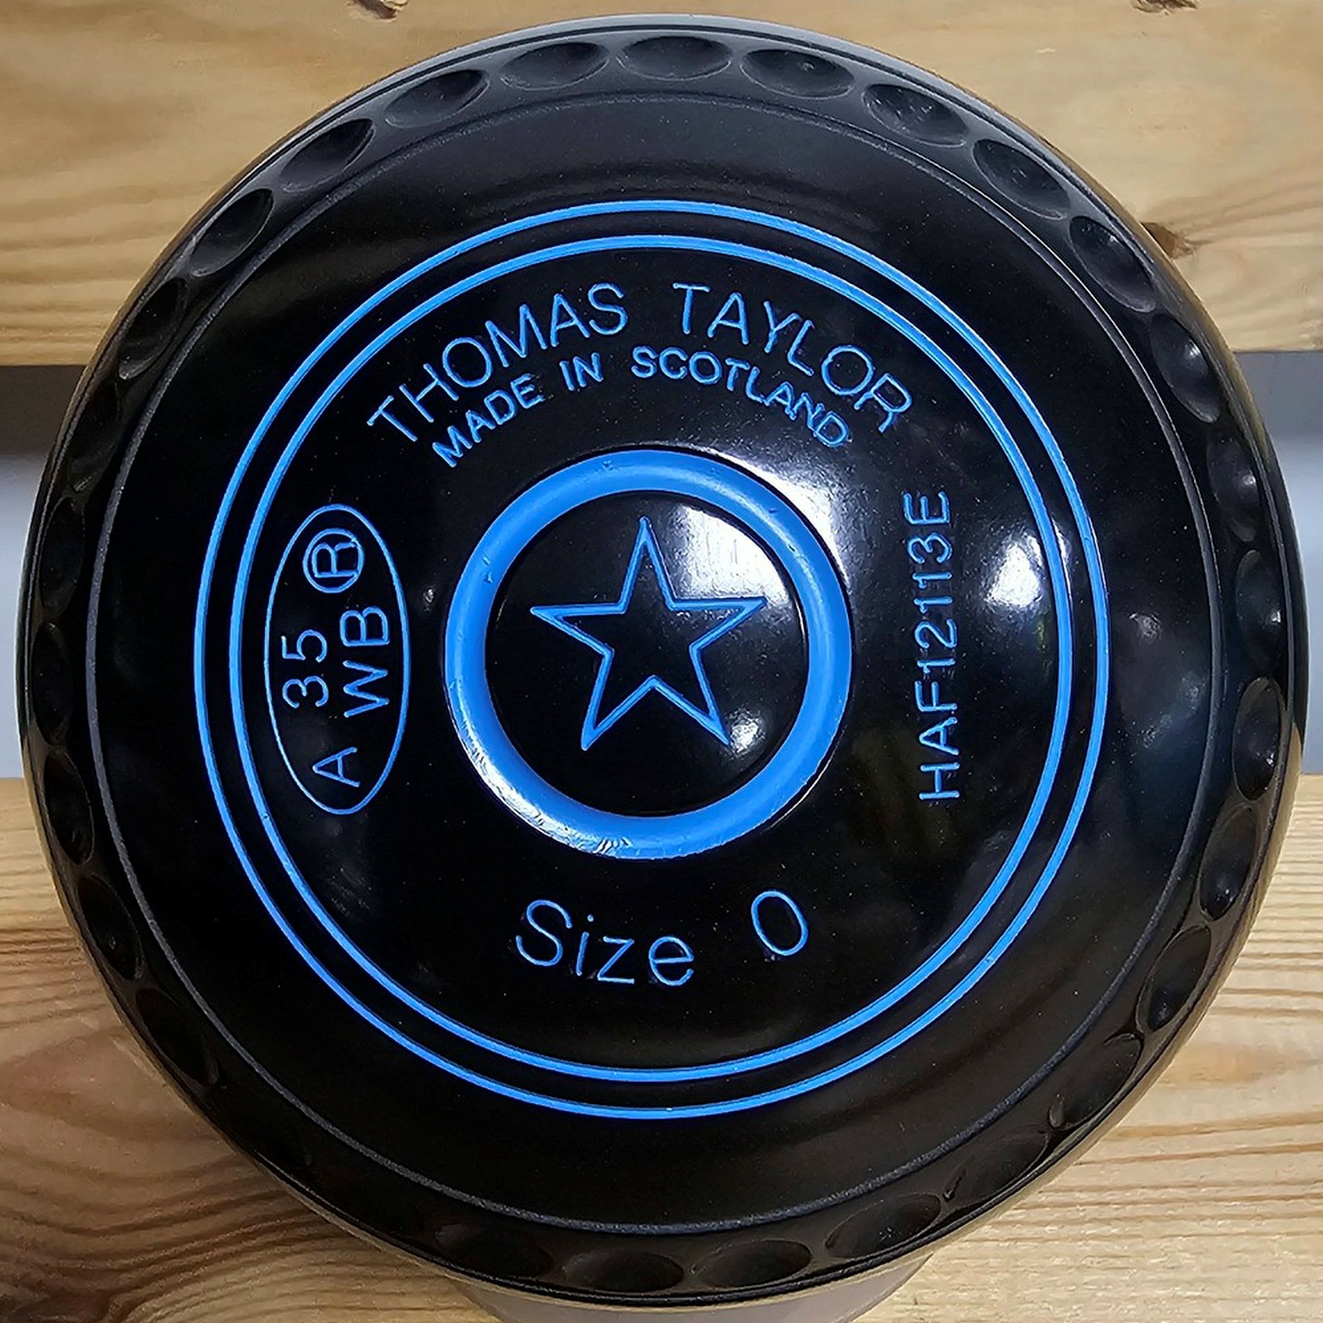 THOMAS TAYLOR
MADE IN SCOTLAND
A 35 ®
WB
HAF12113E
Size 0